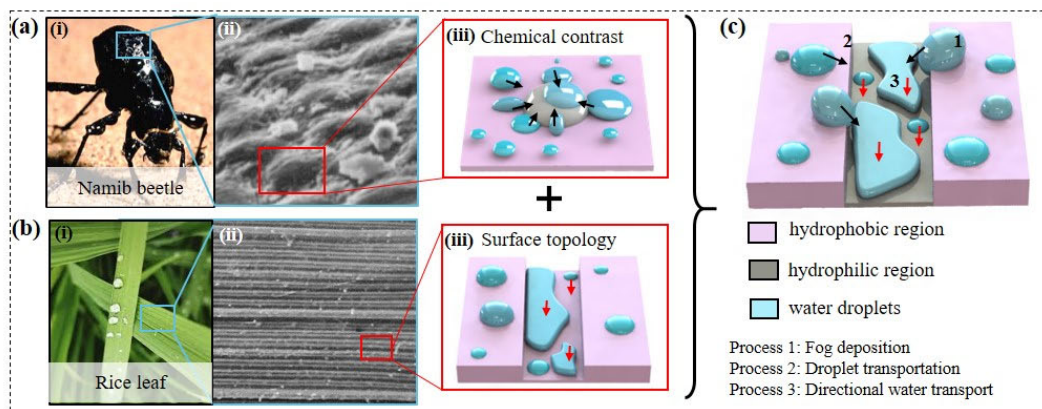 (a)
(i)
Namib beetle
(ii)
(iii) Chemical contrast
+
(b)
(i)
Rice leaf
(ii)
(iii) Surface topology
(c)
1
2
3
hydrophobic region
hydrophilic region
water droplets
Process 1: Fog deposition
Process 2: Droplet transportation
Process 3: Directional water transport